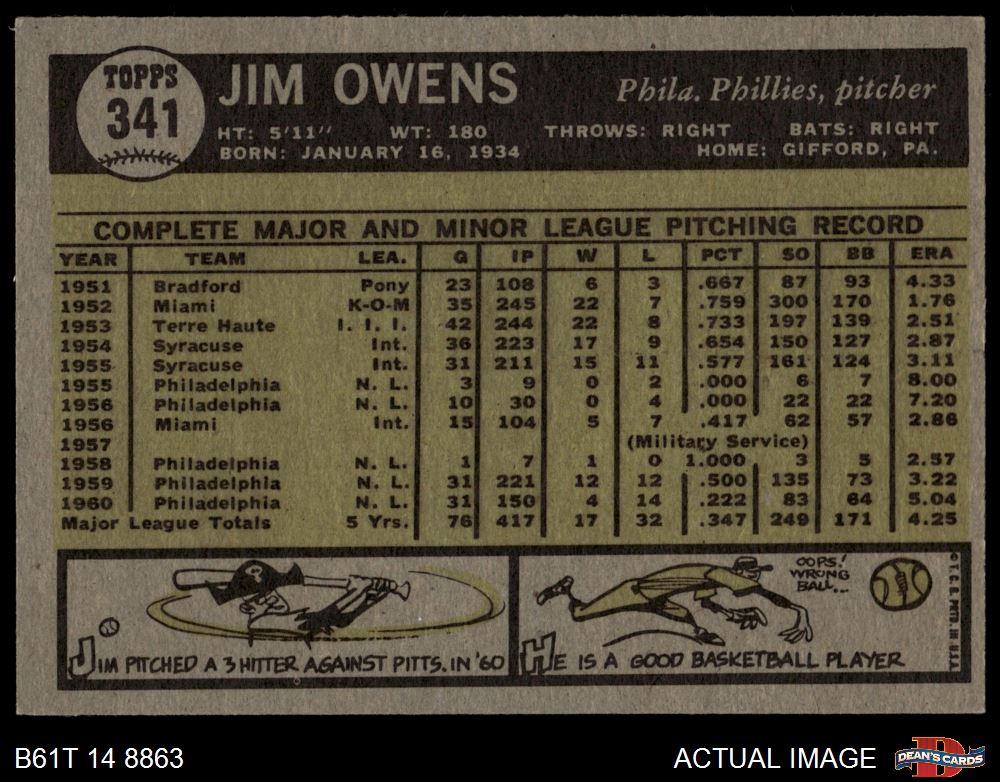 TOPPS
341
JIM OWENS
Phila. Phillies, pitcher
HT: 5'11" WT: 180 THROWS: RIGHT BATS: RIGHT
BORN: JANUARY 16, 1934 HOME: GIFFORD, PA.
COMPLETE MAJOR AND MINOR LEAGUE PITCHING RECORD
YEAR TEAM LEA. G IP W L PCT SO BB ERA
1951 Bradford Pony 23 108 6 3 .667 87 93 4.33
1952 Miami K-O-M 35 245 22 7 .759 300 170 1.76
1953 Terre Haute I. I. I. 42 244 22 8 .733 197 139 2.51
1954 Syracuse Int. 36 223 17 9 .654 150 127 2.87
1955 Syracuse Int. 31 211 15 11 .577 161 124 3.11
1955 Philadelphia N. L. 3 9 0 2 .000 6 7 8.00
1956 Philadelphia N. L. 10 30 0 4 .000 22 22 7.20
1956 Miami Int. 15 104 5 7 .417 62 57 2.86
1957 (Military Service)
1958 Philadelphia N. L. 1 7 1 0 1.000 3 5 2.57
1959 Philadelphia N. L. 31 221 12 12 .500 135 73 3.22
1960 Philadelphia N. L. 31 150 4 14 .222 83 64 5.04
Major League Totals 5 Yrs. 76 417 17 32 .347 249 171 4.25
P
JIM PITCHED A 3 HITTER AGAINST PITTS. IN '60
OOPS!
WRONG
BALL...
HE IS A GOOD BASKETBALL PLAYER
© T. C. G. PRTD. IN U.S.A.
B61T 14 8863
ACTUAL IMAGE
D
DEAN'S CARDS